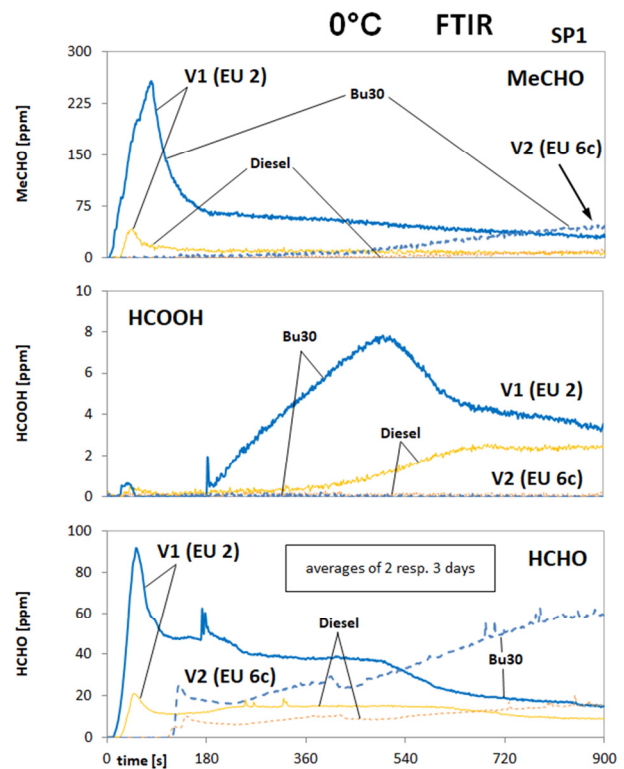 0°C FTIR SP1
300
225
150
75
0
MeCHO [ppm]
V1 (EU 2)
Bu30
MeCHO
V2 (EU 6c)
Diesel
10
8
6
4
2
0
HCOOH [ppm]
HCOOH
Bu30
V1 (EU 2)
Diesel
V2 (EU 6c)
100
80
60
40
20
0
HCHO [ppm]
V1 (EU 2)
averages of 2 resp. 3 days
HCHO
Diesel
V2 (EU 6c)
Bu30
0 time [s] 180 360 540 720 900